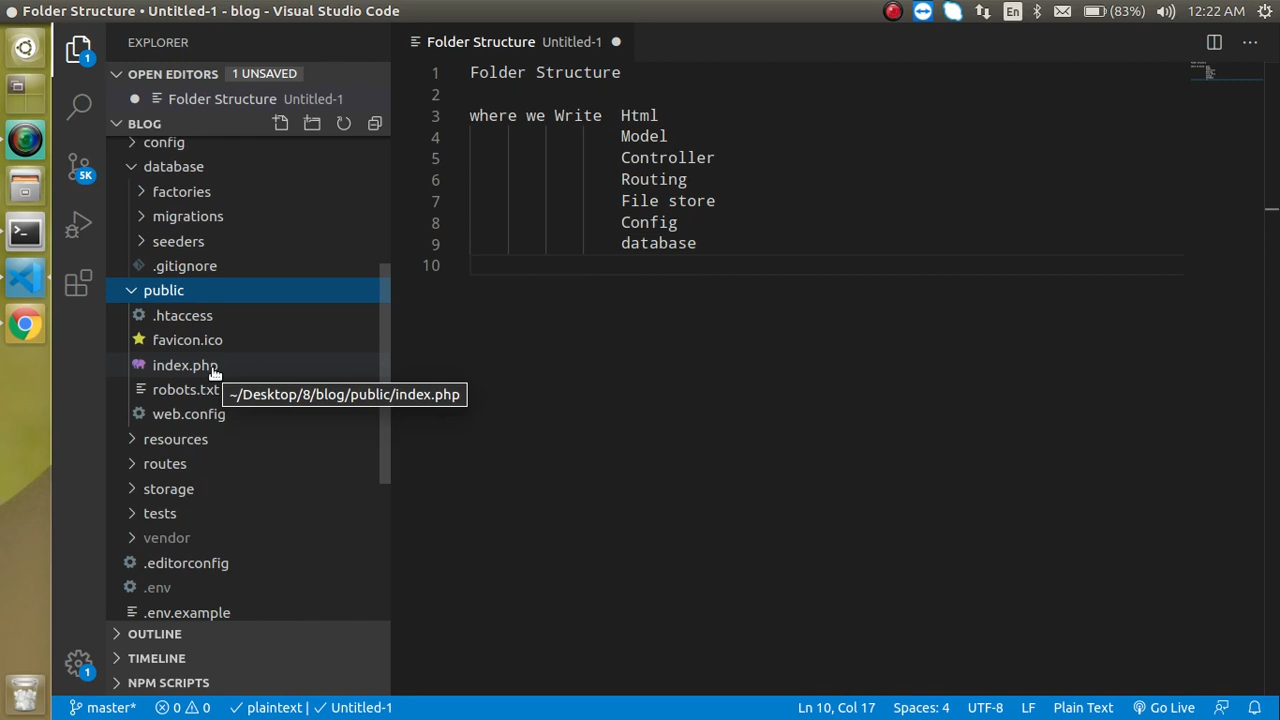 Folder Structure • Untitled-1 - blog - Visual Studio Code
En
(83%)
12:22 AM
EXPLORER
OPEN EDITORS 1 UNSAVED
Folder Structure Untitled-1
BLOG
config
database
factories
migrations
seeders
.gitignore
public
.htaccess
favicon.ico
index.php
robots.txt
~/Desktop/8/blog/public/index.php
web.config
resources
routes
storage
tests
vendor
.editorconfig
.env
.env.example
OUTLINE
TIMELINE
NPM SCRIPTS
1
5K
1
Folder Structure Untitled-1
1 Folder Structure
2
3 where we Write Html
4 Model
5 Controller
6 Routing
7 File store
8 Config
9 database
10
master*
0
0
plaintext
Untitled-1
Ln 10, Col 17
Spaces: 4
UTF-8
LF
Plain Text
Go Live